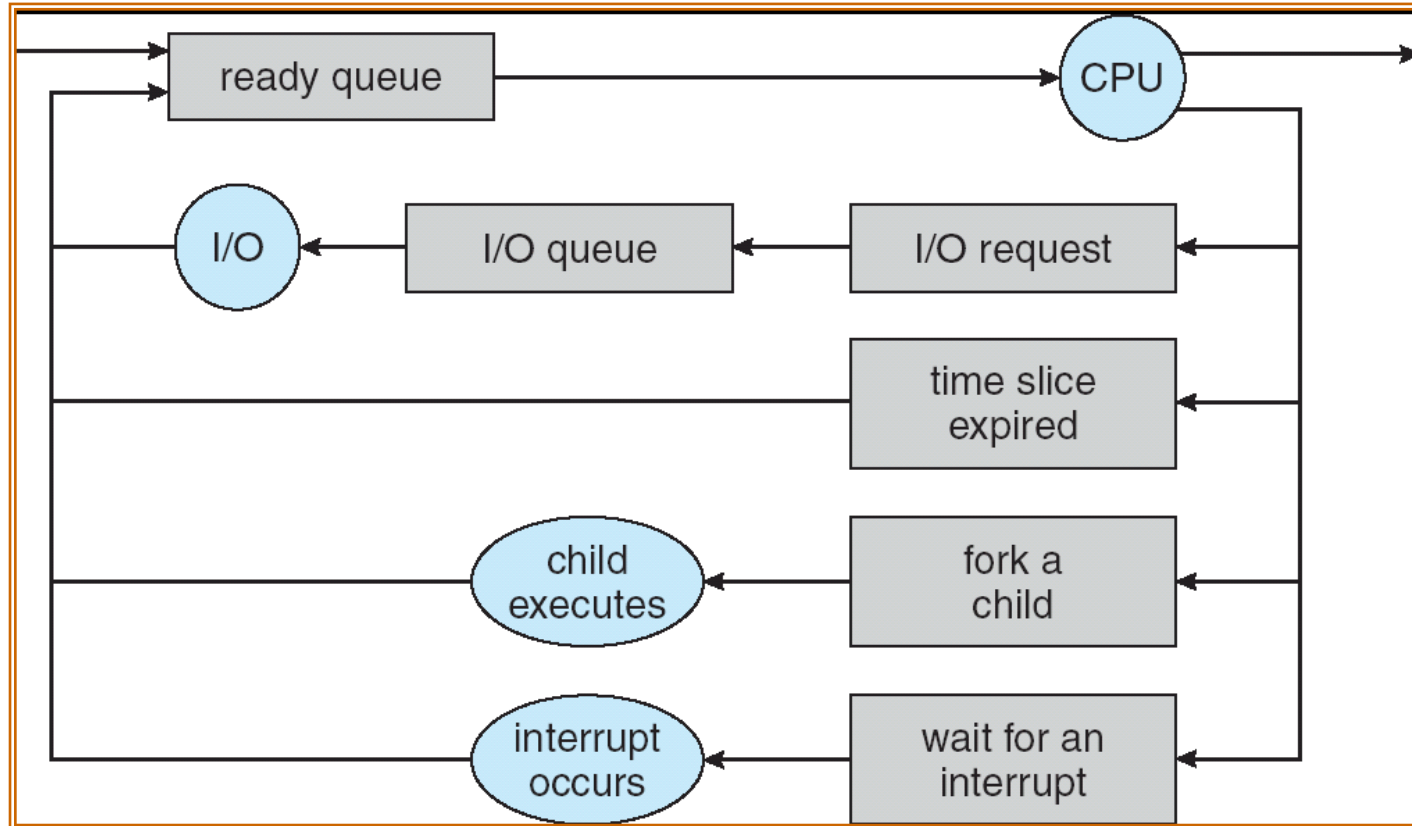 ready queue
CPU
I/O
I/O queue
I/O request
time slice
expired
child
executes
fork a
child
interrupt
occurs
wait for an
interrupt